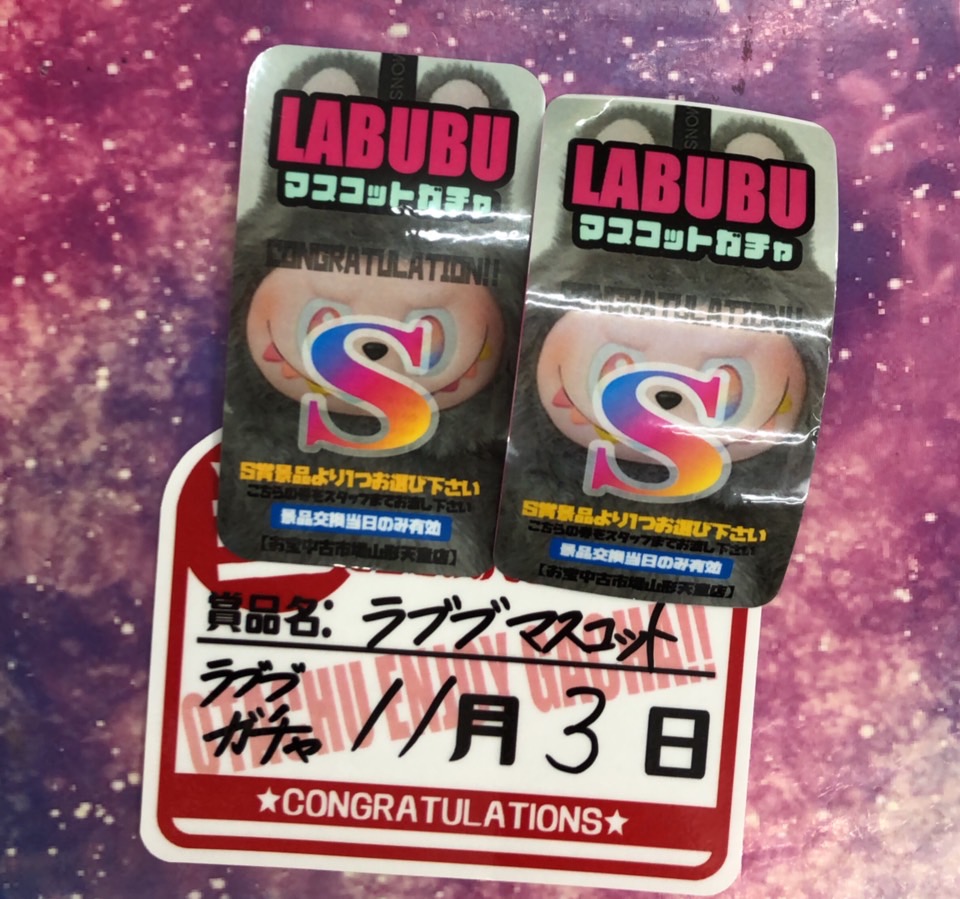 MONS
LABUBU
マスコットガチャ
CONGRATULATION!!
S
S賞景品より1つお選び下さい
こちらの券をスタッフまでお渡し下さい
景品交換当日のみ有効
【お宝中古市場山形天童店】
MONS
LABUBU
マスコットガチャ
CONGRATULATION!!
S
S賞景品より1つお選び下さい
こちらの券をスタッフまでお渡し下さい
景品交換当日のみ有効
【お宝中古市場山形天童店】
賞品名: ラブブマスコット
OTACHU ENJOY GACHA!!
ラブブ
ガチャ 11月3日
★CONGRATULATIONS★